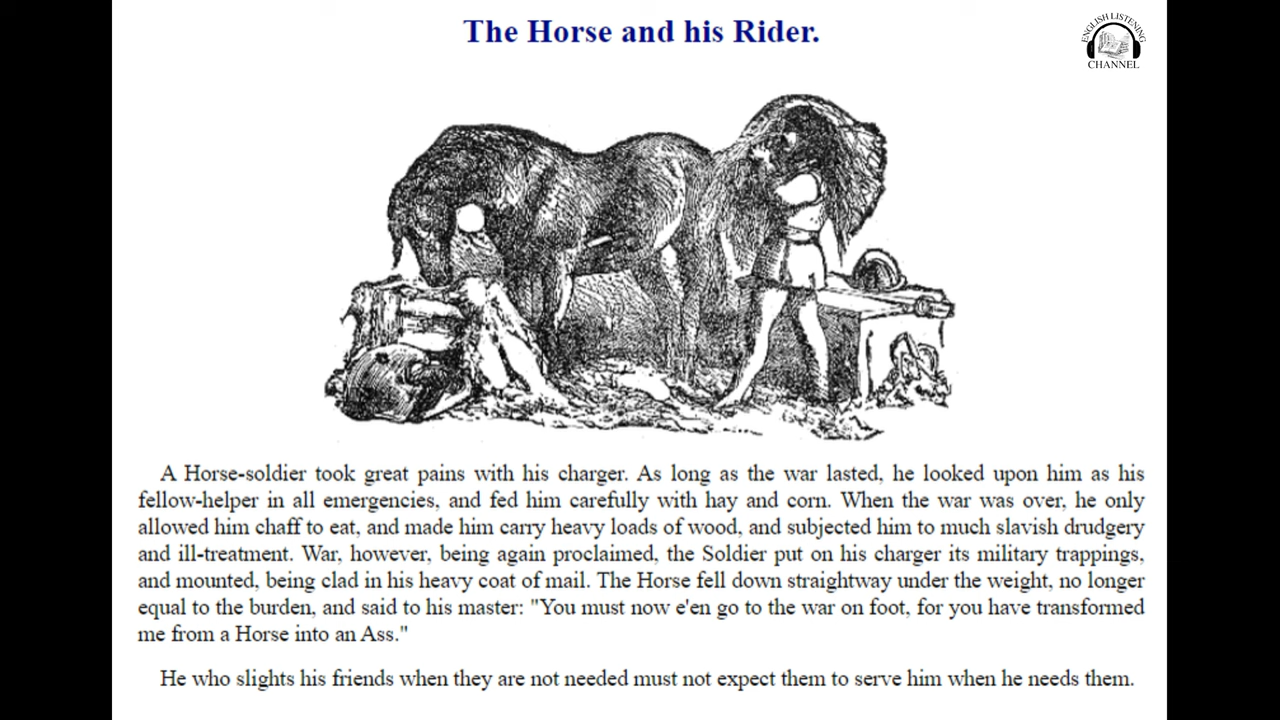 The Horse and his Rider.
ENGLISH LISTENING
CHANNEL
A Horse-soldier took great pains with his charger. As long as the war lasted, he looked upon him as his
fellow-helper in all emergencies, and fed him carefully with hay and corn. When the war was over, he only
allowed him chaff to eat, and made him carry heavy loads of wood, and subjected him to much slavish drudgery
and ill-treatment. War, however, being again proclaimed, the Soldier put on his charger its military trappings,
and mounted, being clad in his heavy coat of mail. The Horse fell down straightway under the weight, no longer
equal to the burden, and said to his master: "You must now e'en go to the war on foot, for you have transformed
me from a Horse into an Ass."
He who slights his friends when they are not needed must not expect them to serve him when he needs them.